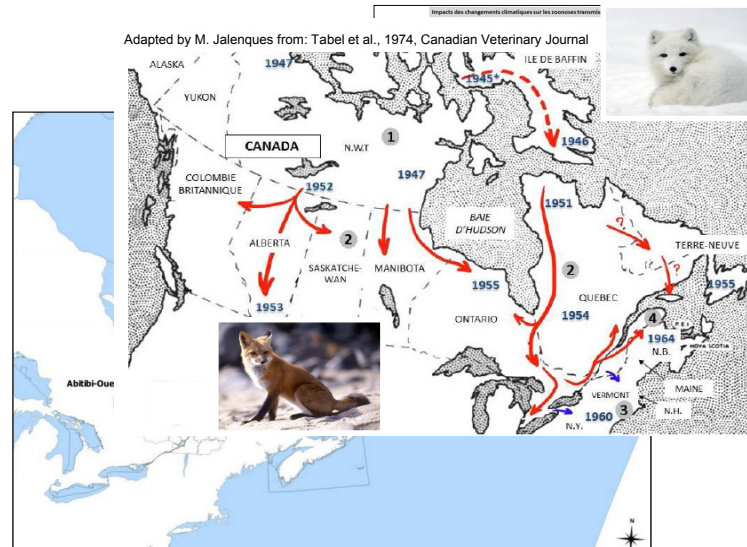 Impacts des changements climatiques sur les zoonoses transmis
Adapted by M. Jalenques from: Tabel et al., 1974, Canadian Veterinary Journal
ALASKA
1947
1945*
ILE DE BAFFIN
YUKON
1
CANADA
N.W.T
1946
COLOMBIE
BRITANNIQUE
1952
1947
1951
BAIE
D'HUDSON
?
2
ALBERTA
TERRE-NEUVE
SASKATCHE-
WAN
MANIBOTA
2
?
1953
1955
1955
ONTARIO
QUEBEC
1954
4
P E I
1964
NOVA SCOTIA
N.B.
Abitibi-Oue
VERMONT
MAINE
3
N.H.
1960
N.Y.
N